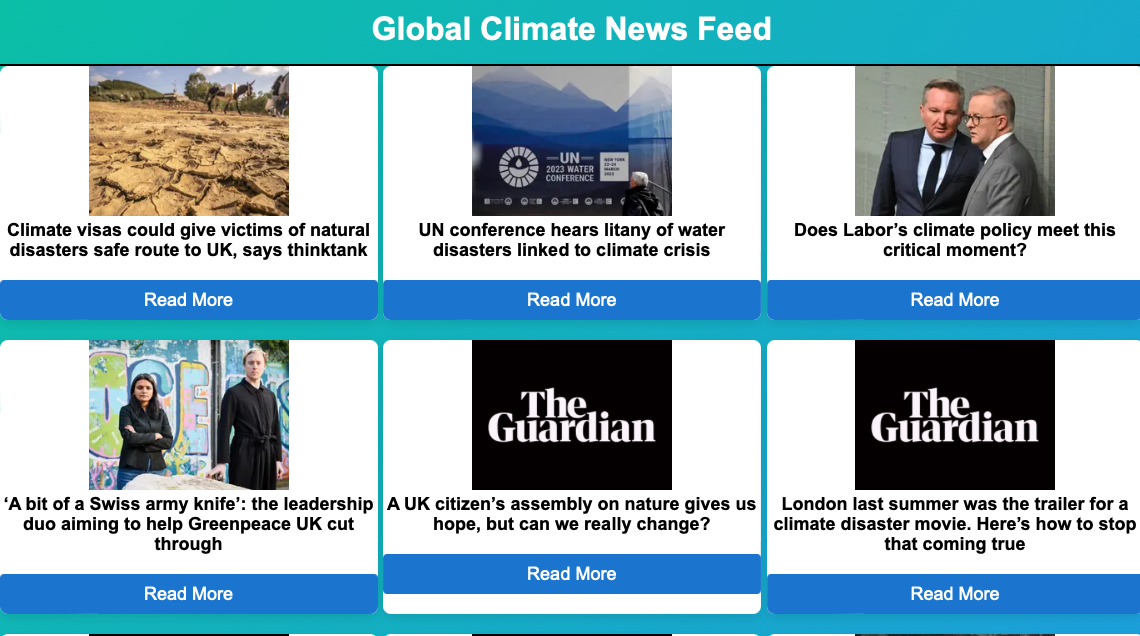 Global Climate News Feed
UN
2023 WATER
CONFERENCE
NEW YORK
22-24
MARCH
2023
Climate visas could give victims of natural
disasters safe route to UK, says thinktank
UN conference hears litany of water
disasters linked to climate crisis
Does Labor’s climate policy meet this
critical moment?
Read More
Read More
Read More
The
Guardian
The
Guardian
‘A bit of a Swiss army knife’: the leadership
duo aiming to help Greenpeace UK cut
through
A UK citizen’s assembly on nature gives us
hope, but can we really change?
London last summer was the trailer for a
climate disaster movie. Here’s how to stop
that coming true
Read More
Read More
Read More